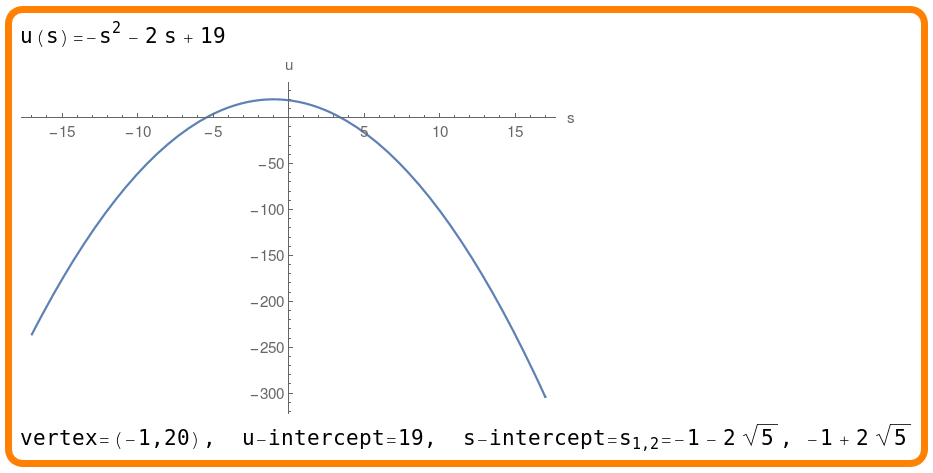 u(s)=−s² − 2 s + 19
u
s
−15 −10 −5 5 10 15
−50
−100
−150
−200
−250
−300
vertex=(−1,20), u−intercept=19, s−intercept=s₁,₂=−1 − 2 √5, −1 + 2 √5